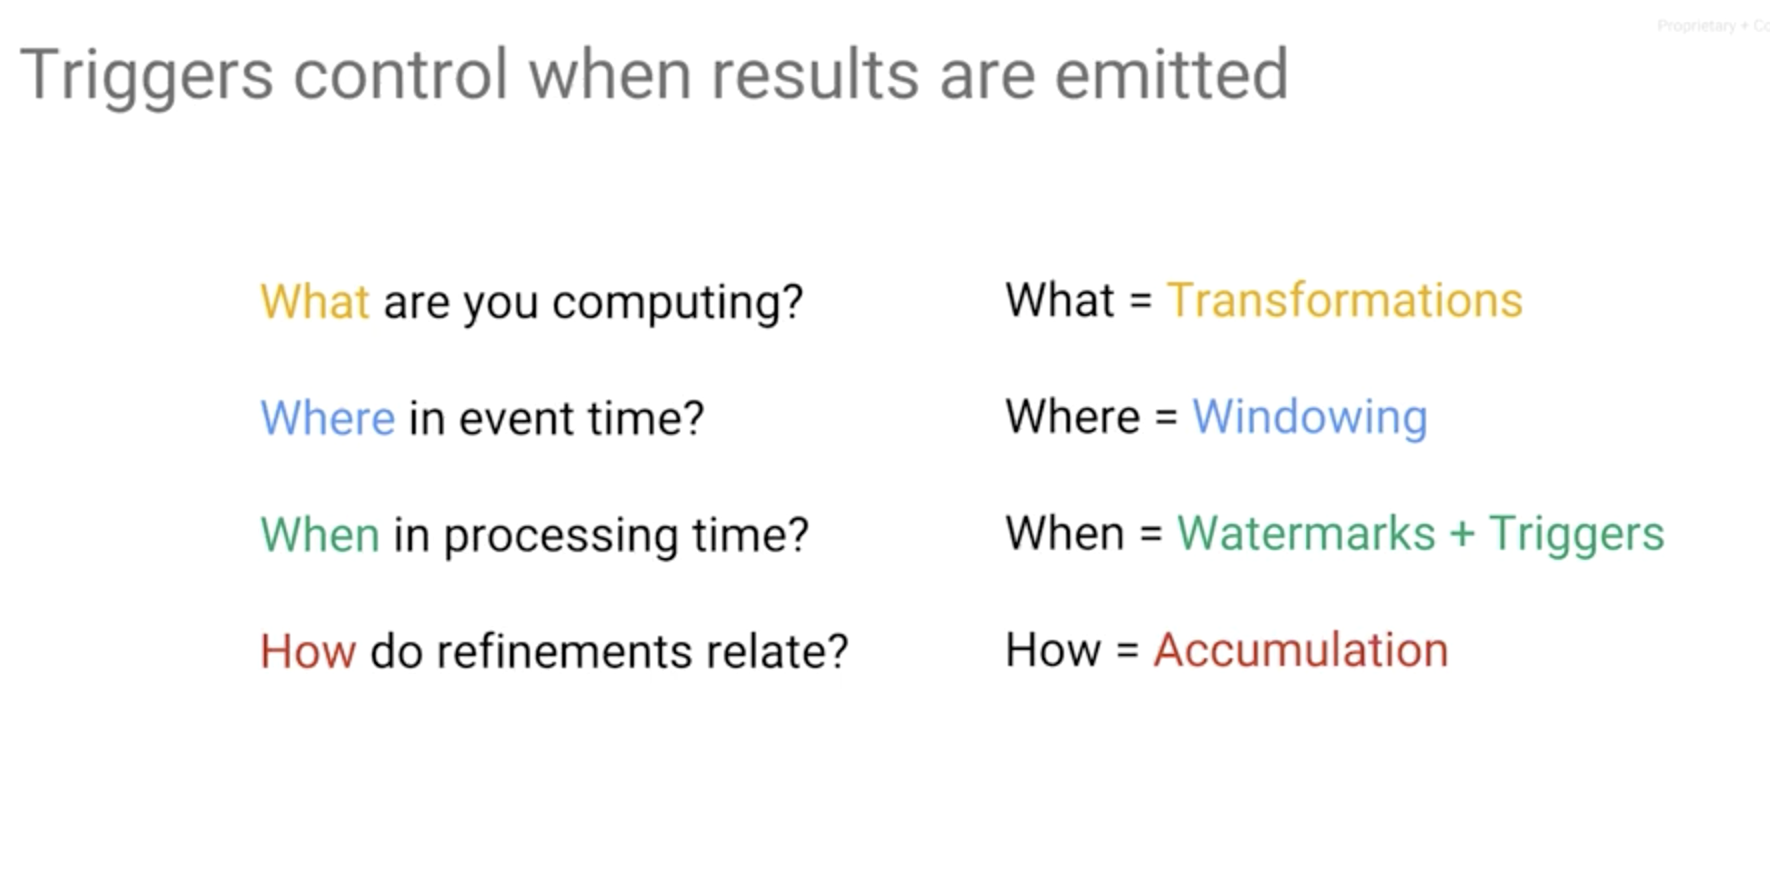 Proprietary + Co
Triggers control when results are emitted
What are you computing?
What = Transformations
Where in event time?
Where = Windowing
When in processing time?
When = Watermarks + Triggers
How do refinements relate?
How = Accumulation